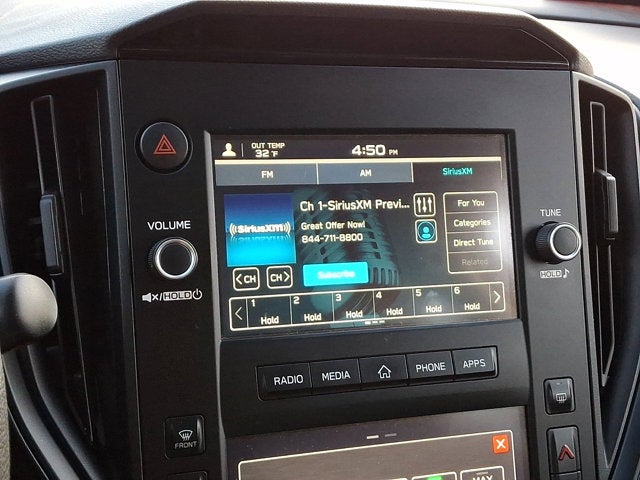 OUT TEMP
32°F
4:50 PM
FM AM SiriusXM
Ch 1-SiriusXM Previ...
Great Offer Now!
844-711-8800
((SiriusXM))
Subscribe
For You
Categories
Direct Tune
Related
<CH CH>
1 2 3 4 5 6
Hold Hold Hold Hold Hold Hold
VOLUME
HOLD
TUNE
HOLD
RADIO MEDIA PHONE APPS
FRONT
MAX